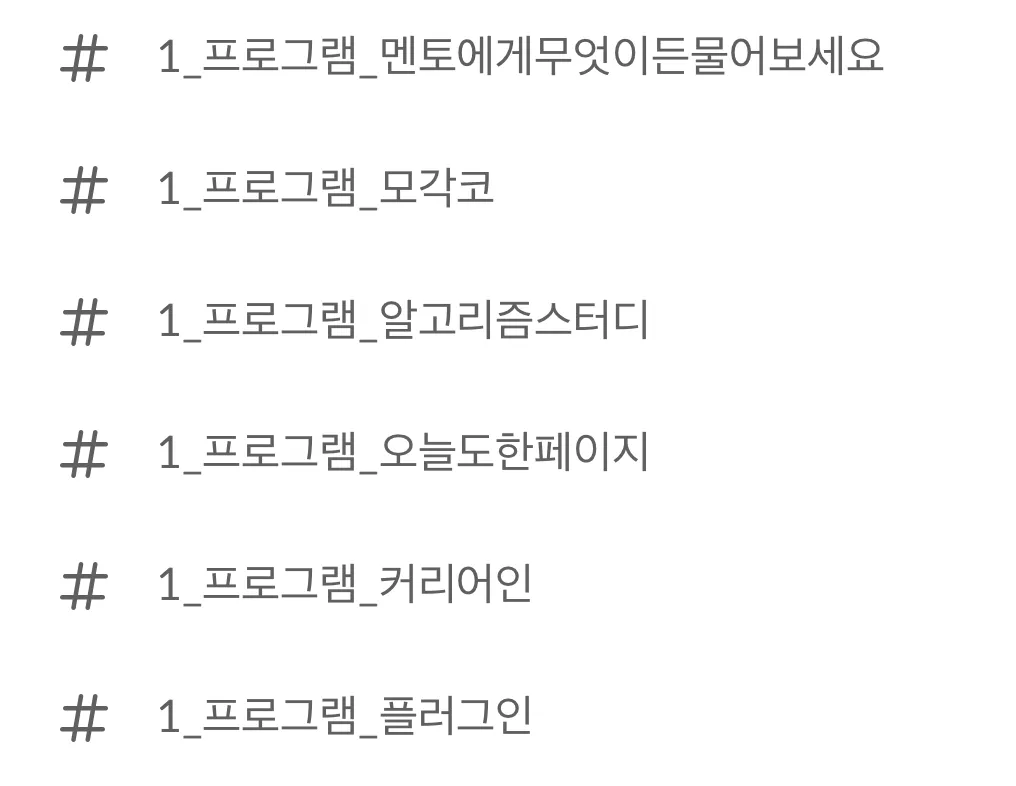 # 1_프로그램_멘토에게무엇이든물어보세요
# 1_프로그램_모각코
# 1_프로그램_알고리즘스터디
# 1_프로그램_오늘도한페이지
# 1_프로그램_커리어인
# 1_프로그램_플러그인